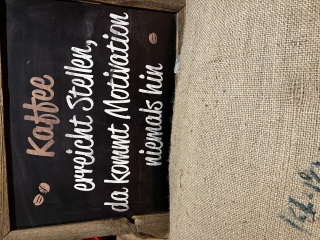 Kaffee
erreicht Stellen,
da kommt Motivation
niemals hin